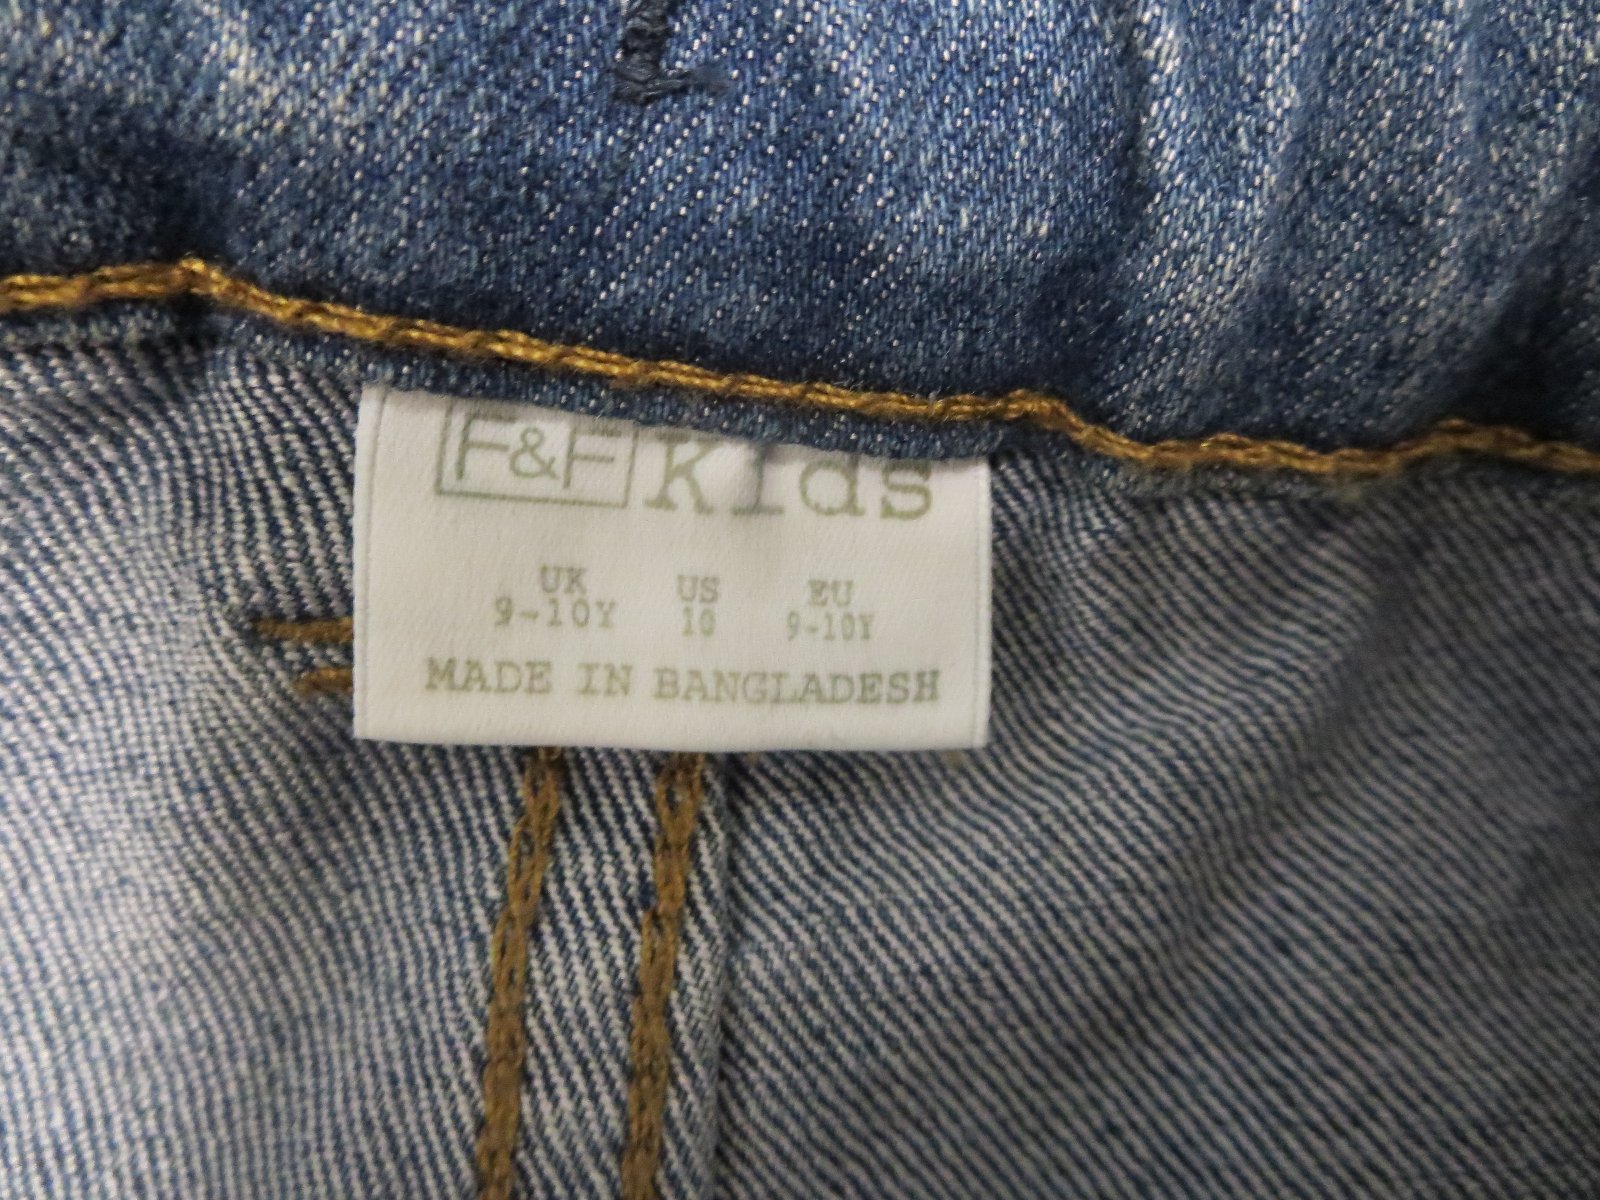 F&F Kids
UK US EU
9-10Y 10 9-10Y
MADE IN BANGLADESH